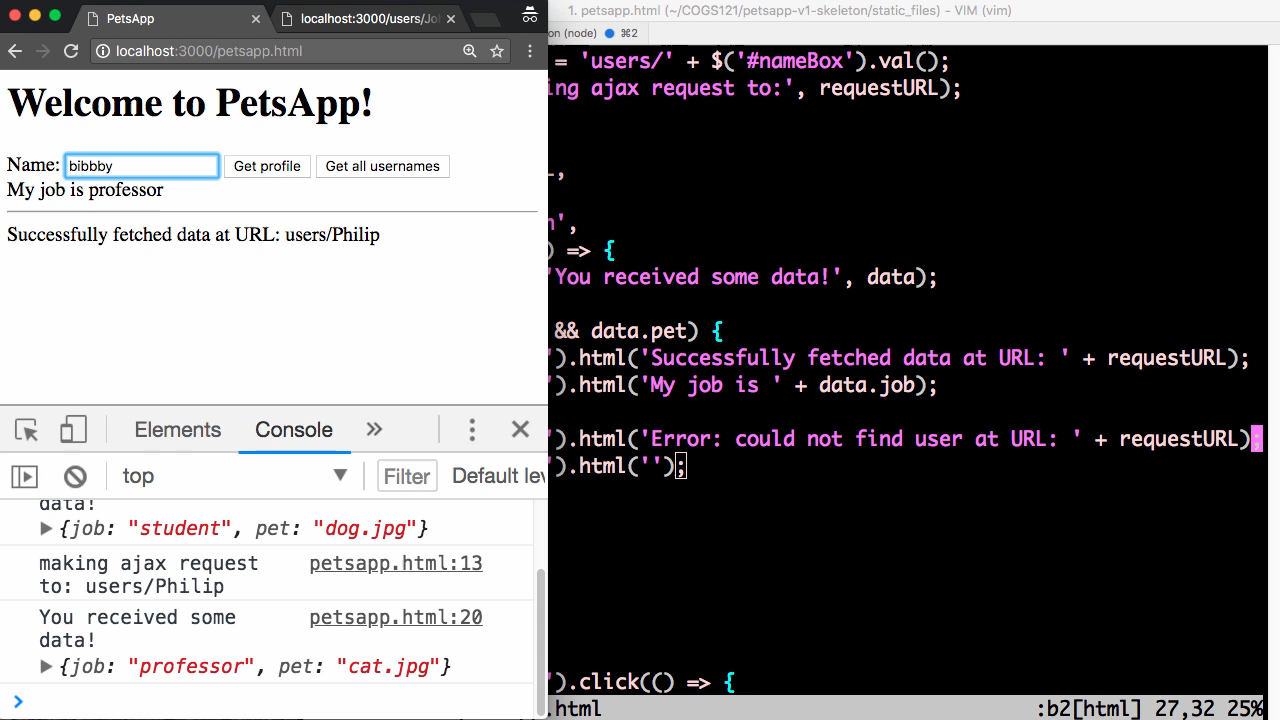 PetsApp
localhost:3000/users/Jo
1. petsapp.html (~/COGS121/petsapp-v1-skeleton/static_files) - VIM (vim)
localhost:3000/petsapp.html
on (node) ⌘2
Welcome to PetsApp!
Name: bibbby Get profile Get all usernames
My job is professor
Successfully fetched data at URL: users/Philip
Elements Console »
top Filter Default lev
data!
{job: "student", pet: "dog.jpg"}
making ajax request petsapp.html:13
to: users/Philip
You received some petsapp.html:20
data!
{job: "professor", pet: "cat.jpg"}
= 'users/' + $('#nameBox').val();
ng ajax request to:', requestURL);
L,
n',
) => {
'You received some data!', data);
&& data.pet) {
').html('Successfully fetched data at URL: ' + requestURL);
').html('My job is ' + data.job);
').html('Error: could not find user at URL: ' + requestURL);
').html('');
').click(() => {
.html :b2[html] 27,32 25%